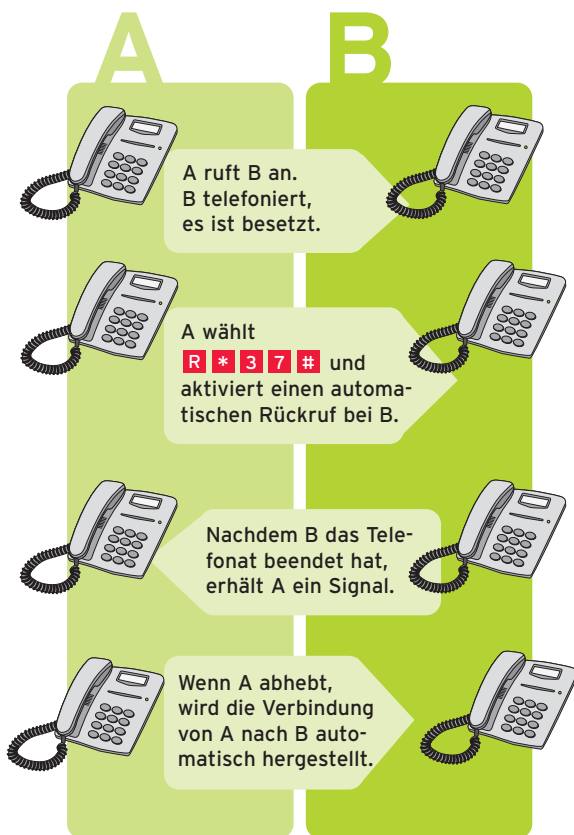 A B
A ruft B an.
B telefoniert,
es ist besetzt.
A wählt
R * 3 7 # und
aktiviert einen automa-
tischen Rückruf bei B.
Nachdem B das Tele-
fonat beendet hat,
erhält A ein Signal.
Wenn A abhebt,
wird die Verbindung
von A nach B auto-
matisch hergestellt.